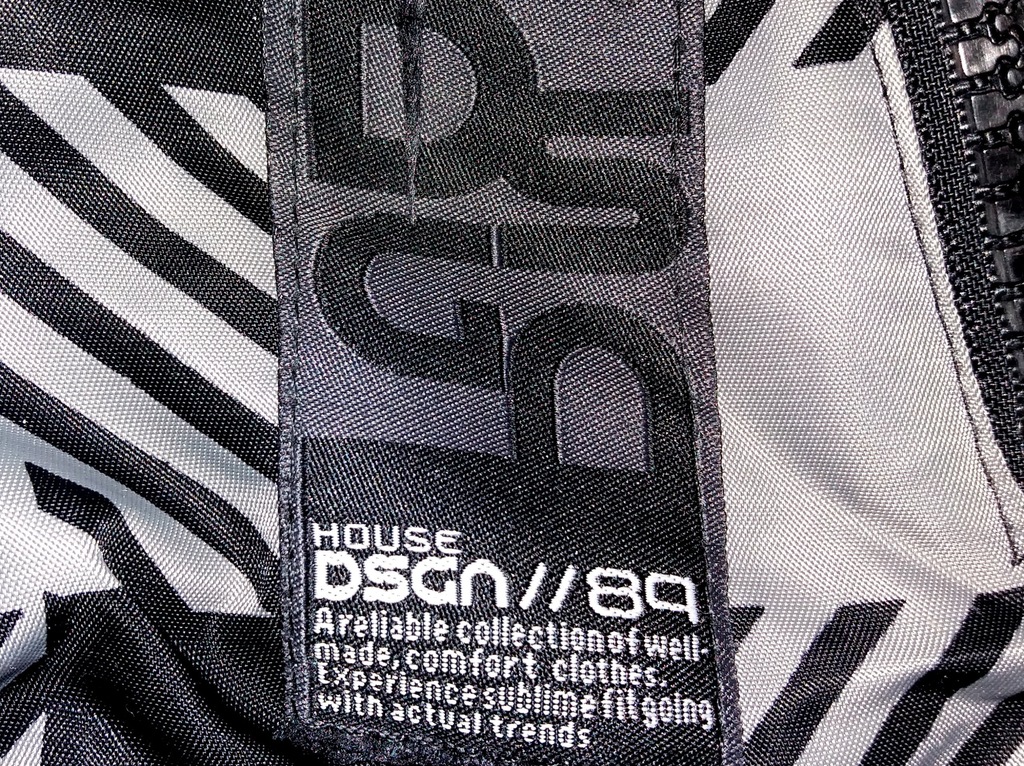 HOUSE
DSGN//89
A reliable collection of well-
made, comfort clothes.
Experience sublime fit going
with actual trends